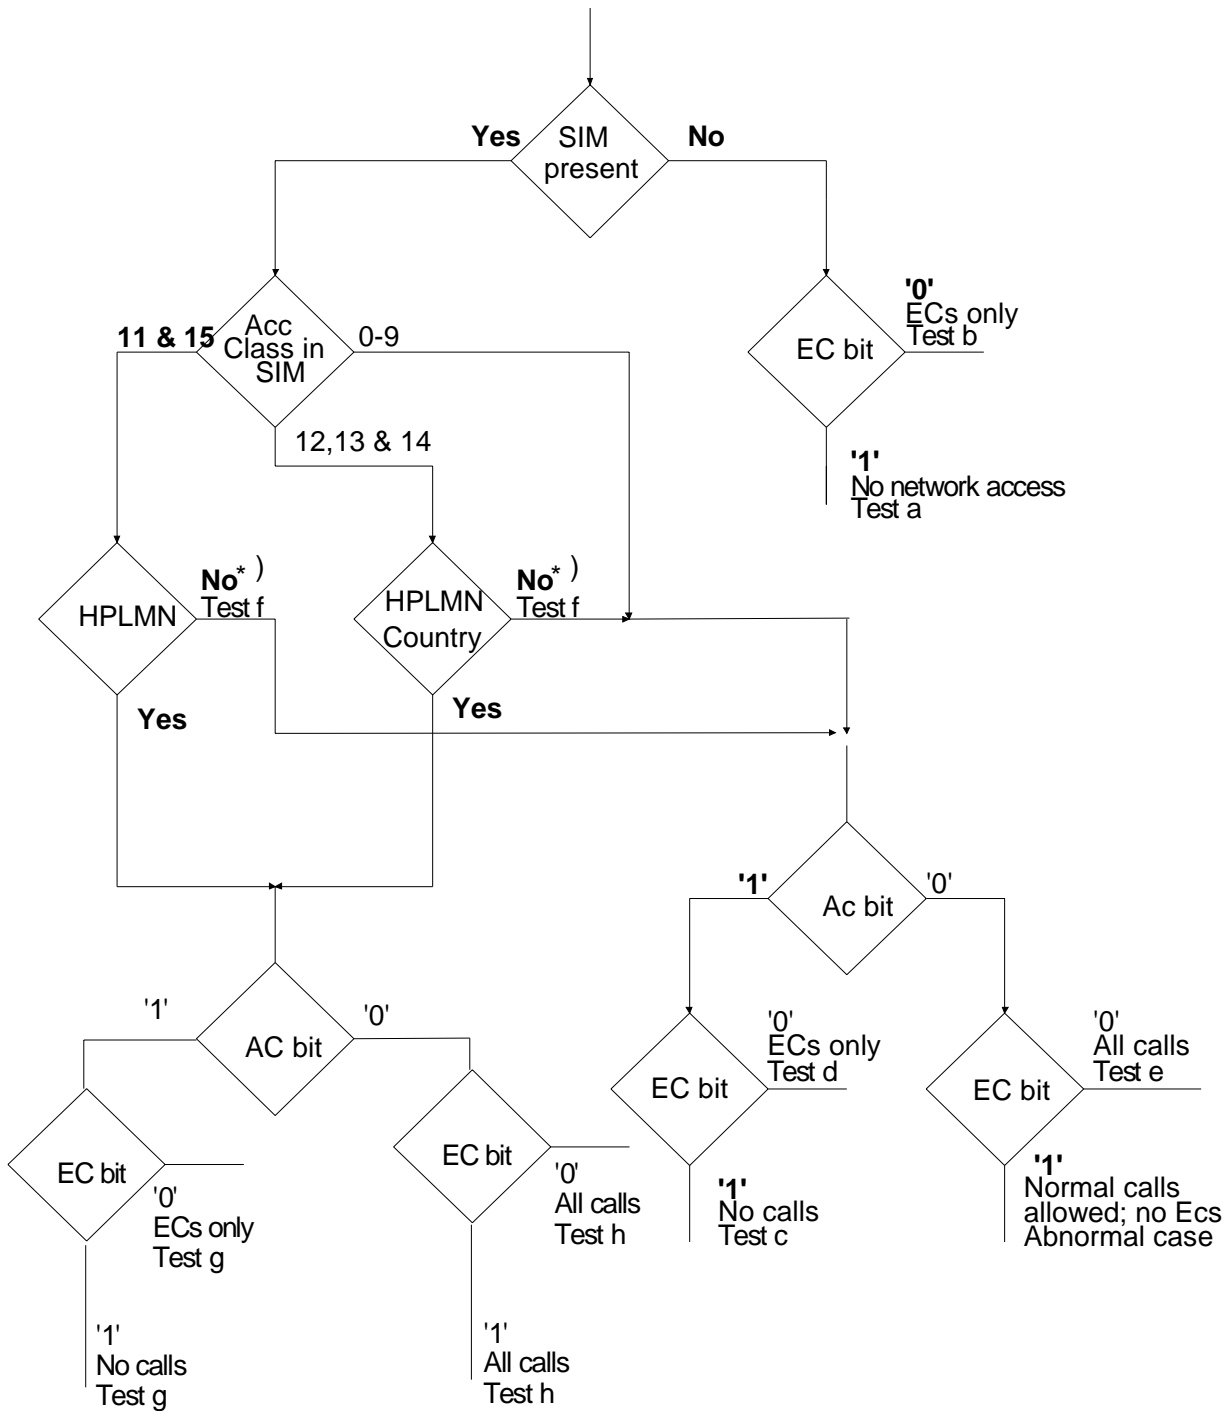 Yes
SIM
present
No
'0'
ECs only
Test b
EC bit
'1'
No network access
Test a
11 & 15
Acc
Class in
SIM
0-9
12,13 & 14
HPLMN
No* )
Test f
HPLMN
Country
No* )
Test f
Yes
Yes
'1'
Ac bit
'0'
'1'
AC bit
'0'
EC bit
'0'
ECs only
Test d
'1'
No calls
Test c
EC bit
'0'
All calls
Test e
'1'
Normal calls
allowed; no Ecs
Abnormal case
EC bit
'0'
ECs only
Test g
'1'
No calls
Test g
EC bit
'0'
All calls
Test h
'1'
All calls
Test h